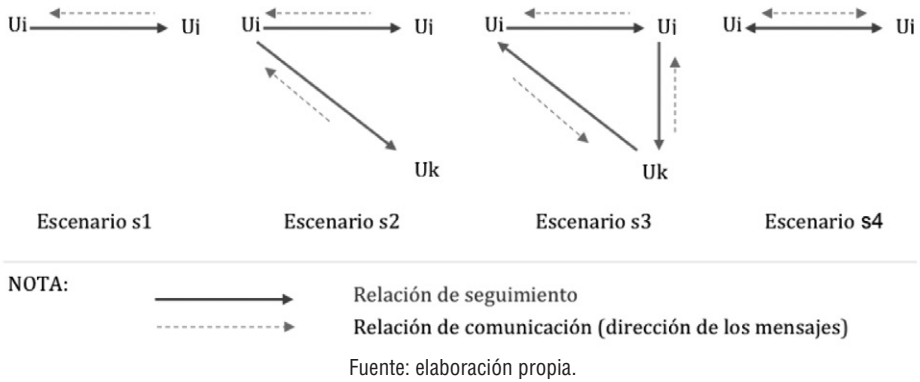 Ui Uj Ui Uj Ui Uj Ui Uj
Uk Uk
Escenario s1 Escenario s2 Escenario s3 Escenario s4
NOTA:
Relación de seguimiento
Relación de comunicación (dirección de los mensajes)
Fuente: elaboración propia.